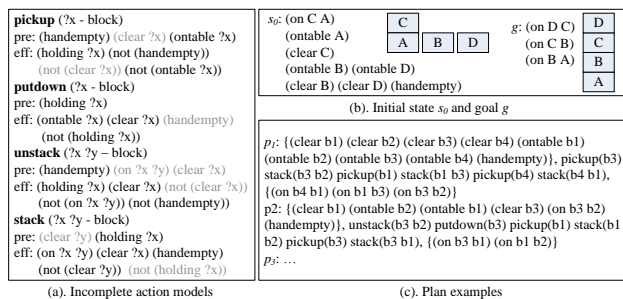 pickup (?x - block)
pre: (handempty) (clear ?x) (ontable ?x)
eff: (holding ?x) (not (handempty))
(not (clear ?x)) (not (ontable ?x))
putdown (?x - block)
pre: (holding ?x)
eff: (ontable ?x) (clear ?x) (handempty)
(not (holding ?x))
unstack (?x ?y – block)
pre: (handempty) (on ?x ?y) (clear ?x)
eff: (holding ?x) (clear ?x) (not (clear ?x))
(not (on ?x ?y)) (not (handempty))
stack (?x ?y - block)
pre: (clear ?y) (holding ?x)
eff: (on ?x ?y) (clear ?x) (handempty)
(not (clear ?y)) (not (holding ?x))
(a). Incomplete action models
s0: (on C A)
(ontable A)
(clear C)
(ontable B) (ontable D)
(clear B) (clear D) (handempty)
C
A B D
g: (on D C)
(on C B)
(on B A)
D
C
B
A
(b). Initial state s0 and goal g
p1: {(clear b1) (clear b2) (clear b3) (clear b4) (ontable b1)
(ontable b2) (ontable b3) (ontable b4) (handempty)}, pickup(b3)
stack(b3 b2) pickup(b1) stack(b1 b3) pickup(b4) stack(b4 b1),
{(on b4 b1) (on b1 b3) (on b3 b2)}
p2: {(clear b1) (ontable b2) (ontable b1) (clear b3) (on b3 b2)
(handempty)}, unstack(b3 b2) putdown(b3) pickup(b1) stack(b1
b2) pickup(b3) stack(b3 b1), {(on b3 b1) (on b1 b2)}
p3: …
(c). Plan examples